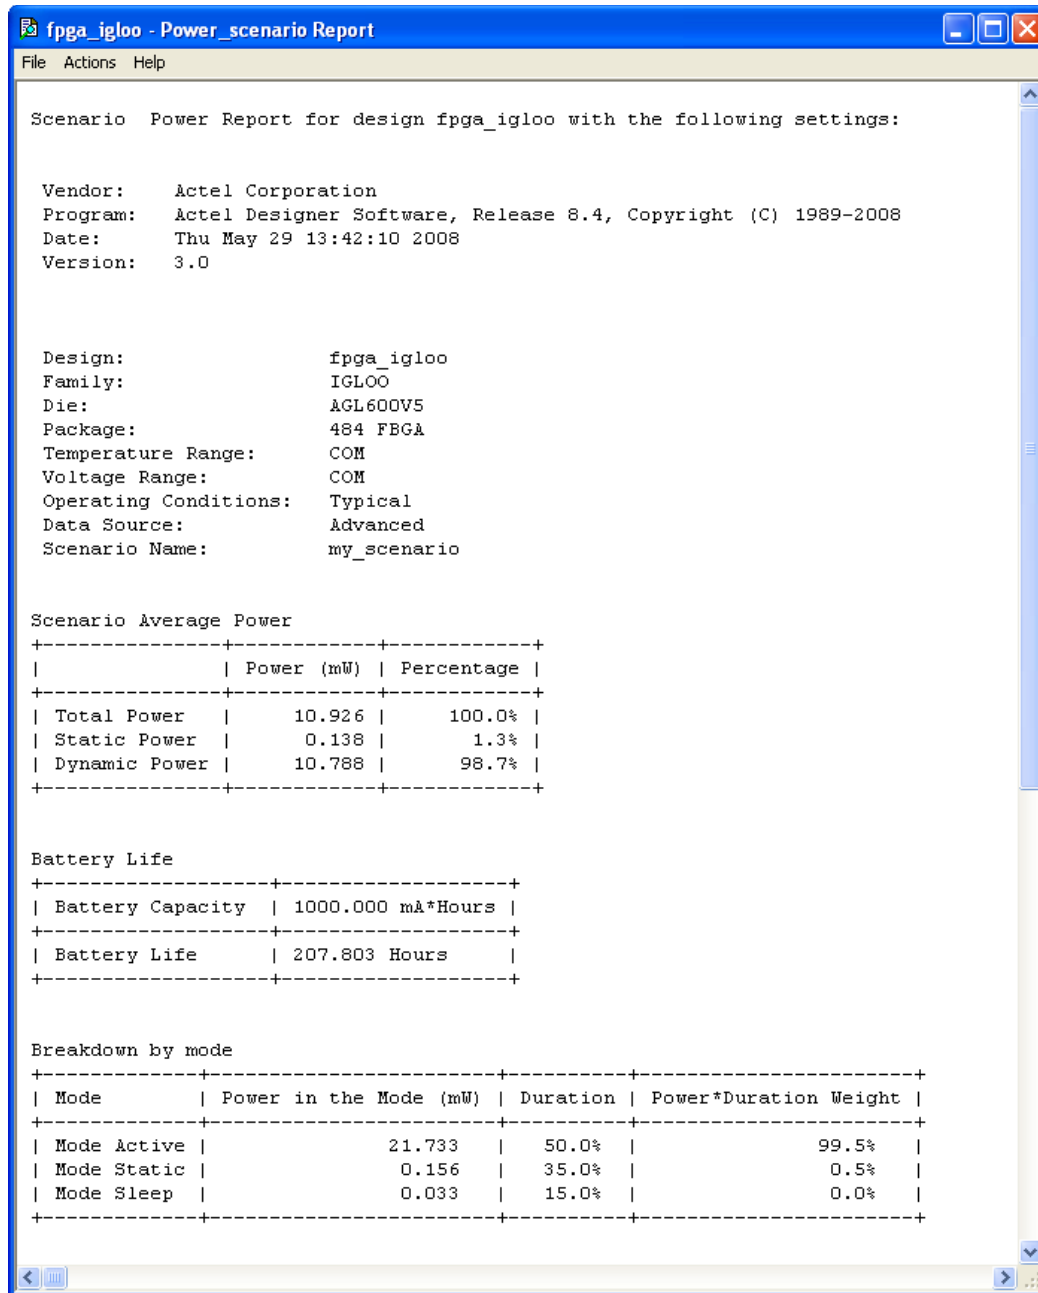 fpga_igloo - Power_scenario Report
File Actions Help
Scenario  Power Report for design fpga_igloo with the following settings:
Vendor:    Actel Corporation
Program:   Actel Designer Software, Release 8.4, Copyright (C) 1989-2008
Date:      Thu May 29 13:42:10 2008
Version:   3.0
Design:                 fpga_igloo
Family:                 IGLOO
Die:                    AGL600V5
Package:                484 FBGA
Temperature Range:      COM
Voltage Range:          COM
Operating Conditions:   Typical
Data Source:            Advanced
Scenario Name:          my_scenario
Scenario Average Power
+---------------+------------+------------+
|               | Power (mW) | Percentage |
+---------------+------------+------------+
| Total Power   |     10.926 |     100.0% |
| Static Power  |      0.138 |       1.3% |
| Dynamic Power |     10.788 |      98.7% |
+---------------+------------+------------+
Battery Life
+-------------------+-------------------+
| Battery Capacity  | 1000.000 mA*Hours |
+-------------------+-------------------+
| Battery Life      | 207.803 Hours     |
+-------------------+-------------------+
Breakdown by mode
+-------------+------------------------+----------+-----------------------+
| Mode        | Power in the Mode (mW) | Duration | Power*Duration Weight |
+-------------+------------------------+----------+-----------------------+
| Mode Active |               21.733   |   50.0%  |               99.5%   |
| Mode Static |                0.156   |   35.0%  |                0.5%   |
| Mode Sleep  |                0.033   |   15.0%  |                0.0%   |
+-------------+------------------------+----------+-----------------------+